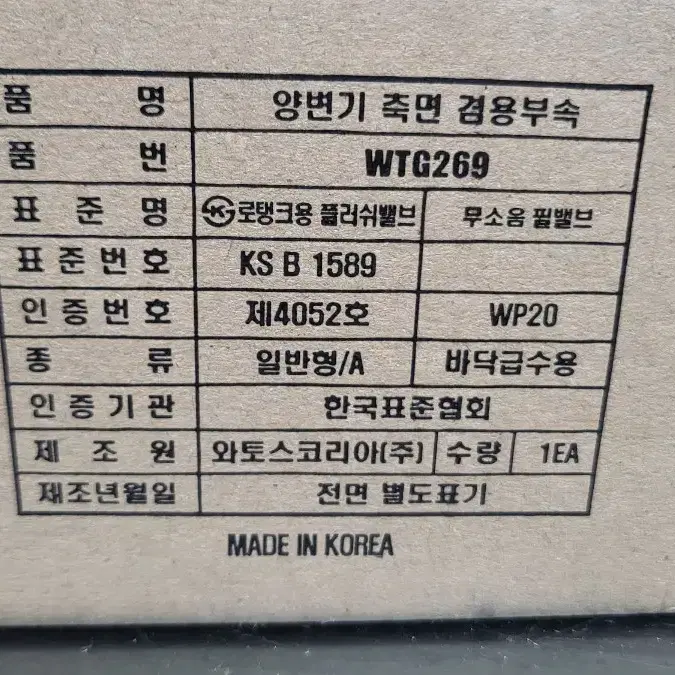 품 명 양변기 축면 겸용부속
품 번 WTG269
표 준 명 로탱크용 플러쉬밸브 무소음 필밸브
표 준 번 호 KS B 1589
인 증 번 호 제4052호 WP20
종 류 일반형/A 바닥급수용
인 증 기 관 한국표준협회
제 조 원 와토스코리아(주) 수량 1EA
제조년월일 전면 별도표기
MADE IN KOREA